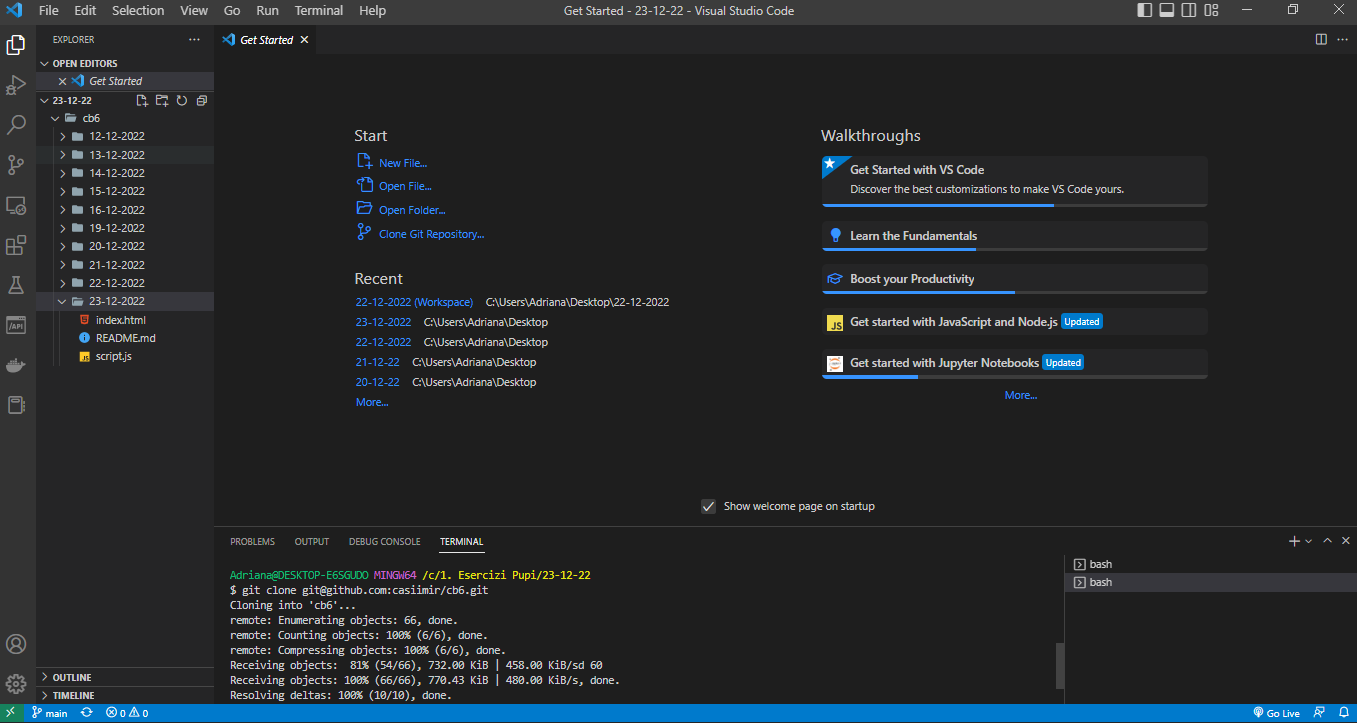 File Edit Selection View Go Run Terminal Help
Get Started - 23-12-22 - Visual Studio Code
EXPLORER
OPEN EDITORS
Get Started
23-12-22
cb6
12-12-2022
13-12-2022
14-12-2022
15-12-2022
16-12-2022
19-12-2022
20-12-2022
21-12-2022
22-12-2022
23-12-2022
index.html
README.md
JS script.js
OUTLINE
TIMELINE
Get Started
Start
New File...
Open File...
Open Folder...
Clone Git Repository...
Recent
22-12-2022 (Workspace) C:\Users\Adriana\Desktop\22-12-2022
23-12-2022 C:\Users\Adriana\Desktop
22-12-2022 C:\Users\Adriana\Desktop
21-12-22 C:\Users\Adriana\Desktop
20-12-22 C:\Users\Adriana\Desktop
More...
Walkthroughs
Get Started with VS Code
Discover the best customizations to make VS Code yours.
Learn the Fundamentals
Boost your Productivity
JS Get started with JavaScript and Node.js Updated
Get started with Jupyter Notebooks Updated
More...
Show welcome page on startup
PROBLEMS OUTPUT DEBUG CONSOLE TERMINAL
Adriana@DESKTOP-E6SGUDO MINGW64 /c/1. Esercizi Pupi/23-12-22
$ git clone git@github.com:casiimir/cb6.git
Cloning into 'cb6'...
remote: Enumerating objects: 66, done.
remote: Counting objects: 100% (6/6), done.
remote: Compressing objects: 100% (6/6), done.
Receiving objects:  81% (54/66), 732.00 KiB | 458.00 KiB/sd 60
Receiving objects: 100% (66/66), 770.43 KiB | 480.00 KiB/s, done.
Resolving deltas: 100% (10/10), done.
bash
bash
/API
main 0 0
Go Live